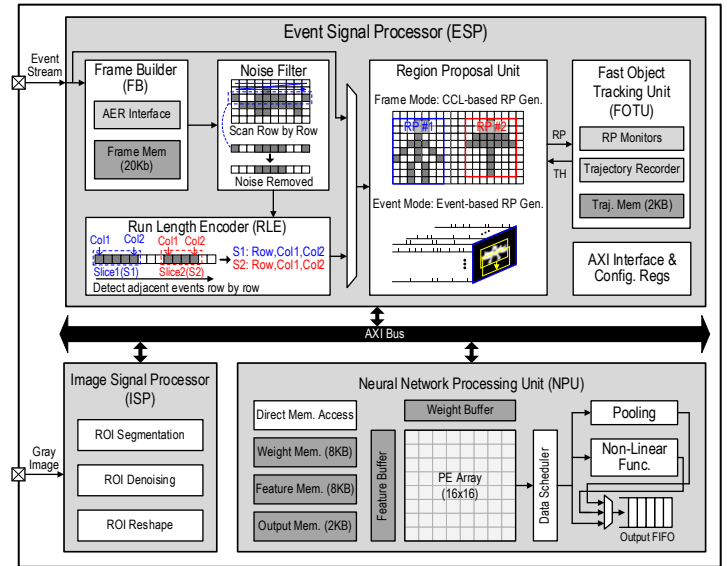 Event Signal Processor (ESP)
Event
Stream
Frame Builder
(FB)
AER Interface
Frame Mem
(20Kb)
Noise Filter
Scan Row by Row
Noise Removed
Region Proposal Unit
Frame Mode: CCL-based RP Gen.
RP #1
RP #2
Event Mode: Event-based RP Gen.
RP
TH
Fast Object
Tracking Unit
(FOTU)
RP Monitors
Trajectory Recorder
Traj. Mem (2KB)
Run Length Encoder (RLE)
Col1 Col2 Col1 Col2
S1: Row,Col1,Col2
S2: Row,Col1,Col2
Slice1(S1) Slice2(S2)
Detect adjacent events row by row
AXI Interface &
Config. Regs
AXI Bus
Image Signal Processor
(ISP)
Gray
Image
ROI Segmentation
ROI Denoising
ROI Reshape
Neural Network Processing Unit (NPU)
Direct Mem. Access
Weight Mem. (8KB)
Feature Mem. (8KB)
Output Mem. (2KB)
Feature Buffer
Weight Buffer
PE Array
(16x16)
Data Scheduler
Pooling
Non-Linear
Func.
Output FIFO